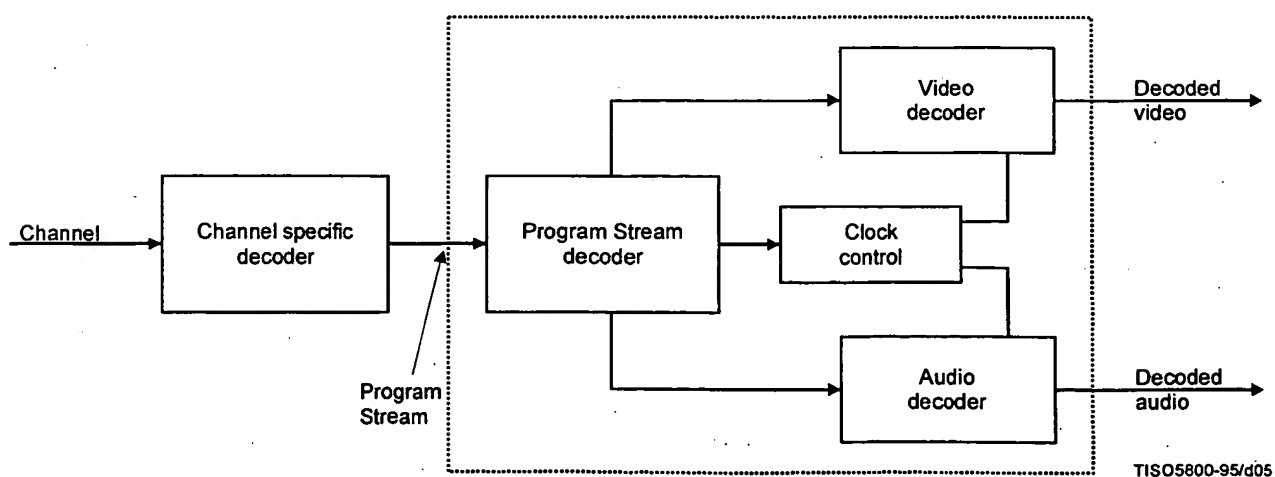 Channel
Channel specific
decoder
Program
Stream
Program Stream
decoder
Video
decoder
Clock
control
Audio
decoder
Decoded
video
Decoded
audio
TISO5800-95/d05